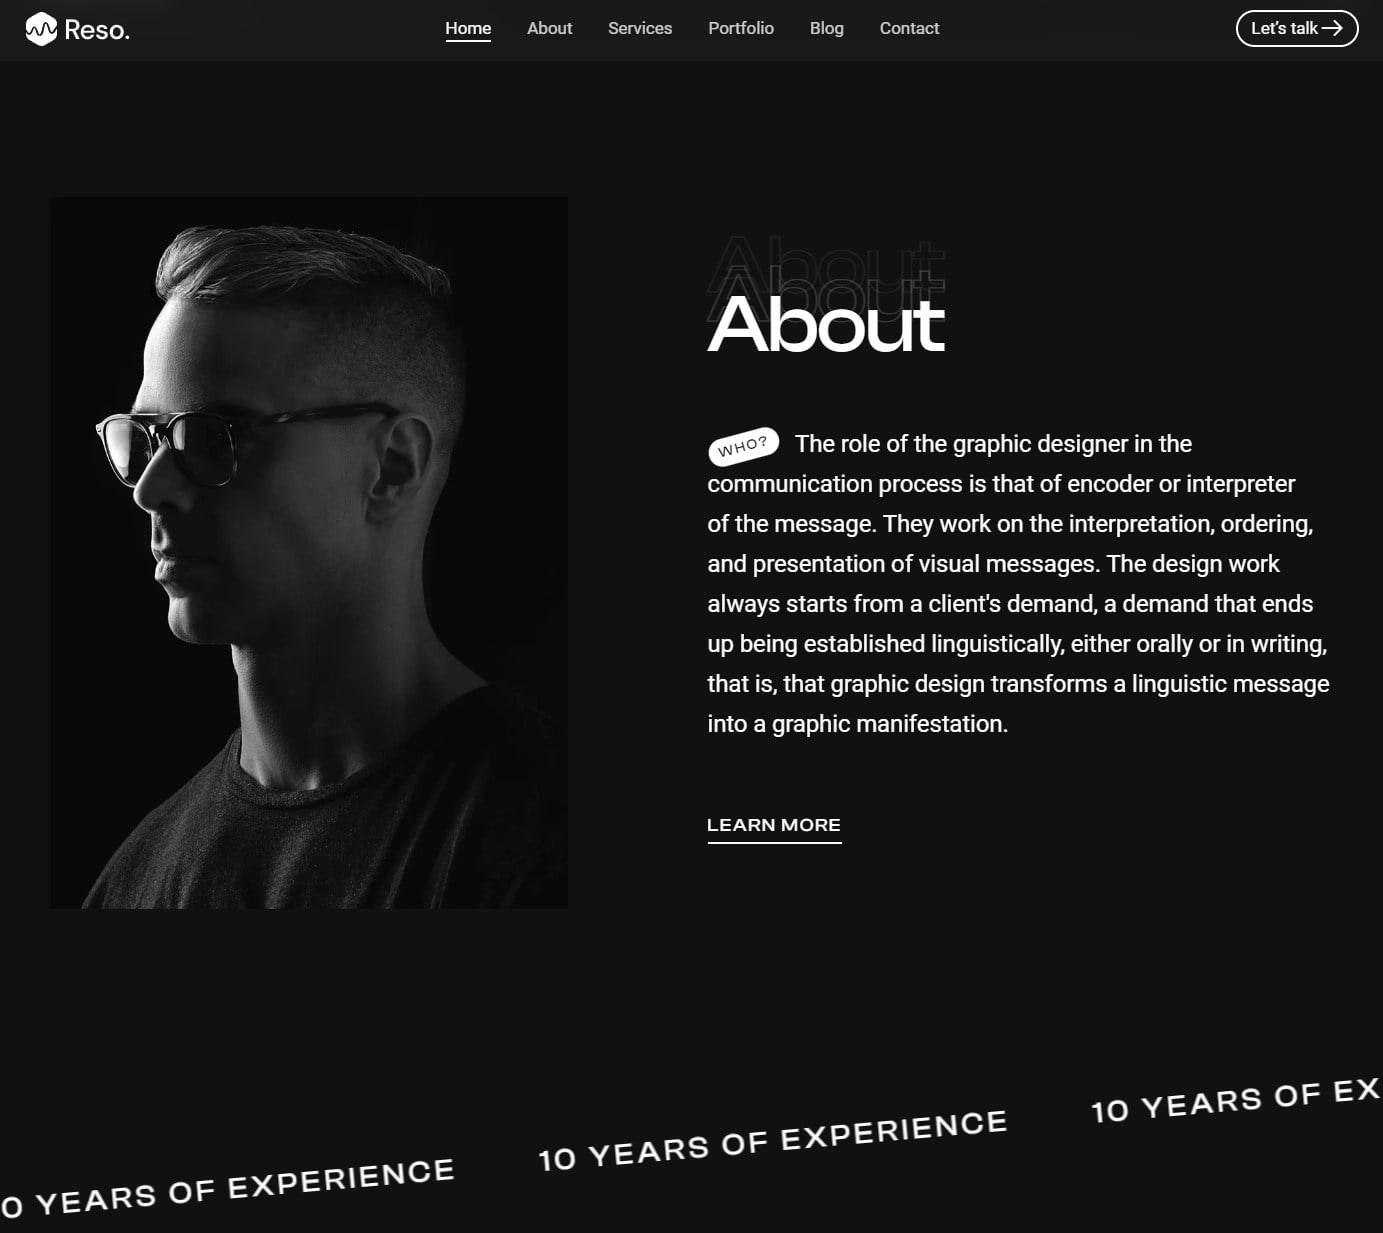 Reso.
Home
About
Services
Portfolio
Blog
Contact
Let's talk
About
About
About
WHO? The role of the graphic designer in the
communication process is that of encoder or interpreter
of the message. They work on the interpretation, ordering,
and presentation of visual messages. The design work
always starts from a client's demand, a demand that ends
up being established linguistically, either orally or in writing,
that is, that graphic design transforms a linguistic message
into a graphic manifestation.
LEARN MORE
0 YEARS OF EXPERIENCE
10 YEARS OF EXPERIENCE
10 YEARS OF EX